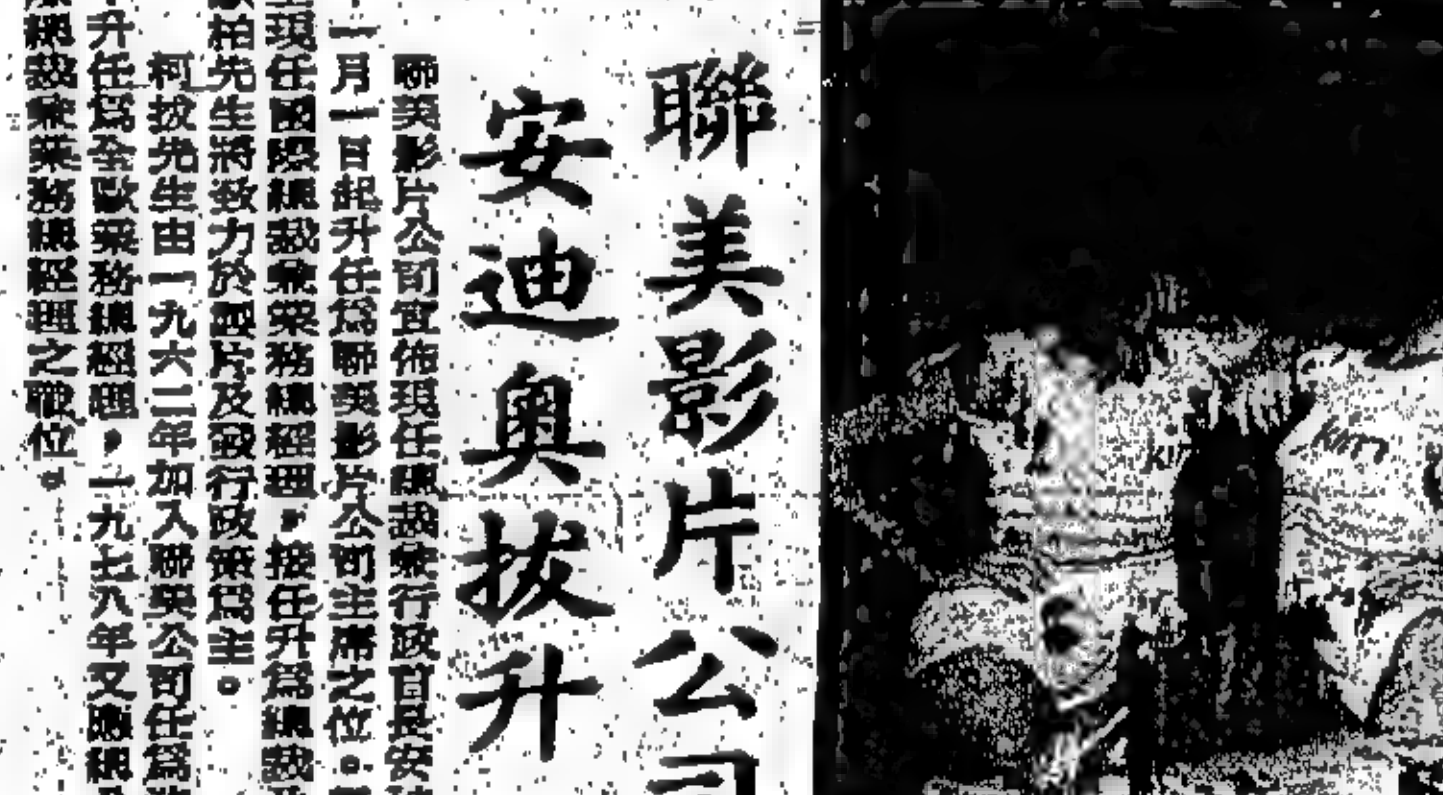 聯美影片公司
安迪奧拔升
聯美影片公司宣佈現任總裁兼行政官長安
一月一日起升任為聯美影片公司主席之位。
現任國際總裁兼業務總經理,接任升為總裁
柏先生將致力於製片及發行政策為主。
柯拔先生由一九六二年加入聯美公司任為
升任為全歐業務總經理,一九七八年又
總裁兼業務總經理之職位。
KIT